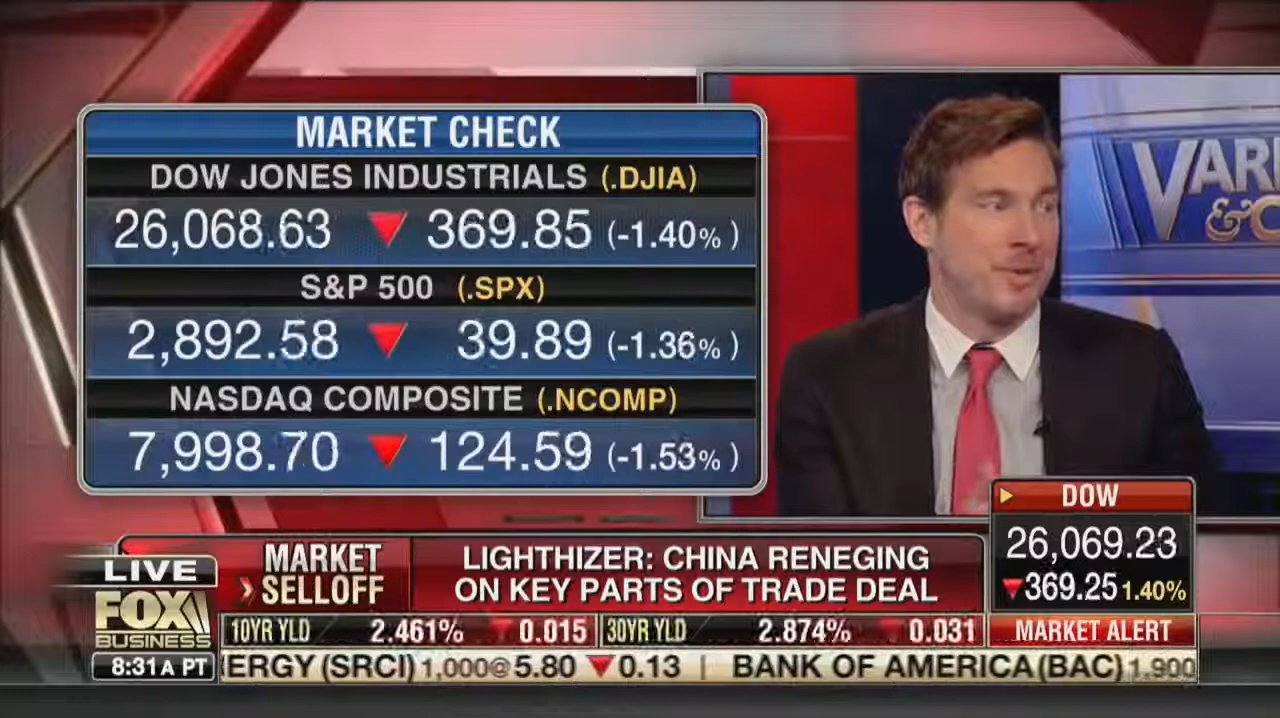 MARKET CHECK
DOW JONES INDUSTRIALS (.DJIA)
26,068.63 ▼ 369.85 (-1.40%)
S&P 500 (.SPX)
2,892.58 ▼ 39.89 (-1.36%)
NASDAQ COMPOSITE (.NCOMP)
7,998.70 ▼ 124.59 (-1.53%)
VAR
& C
DOW
26,069.23
▼369.25 1.40%
MARKET ALERT
MARKET
SELLOFF
LIGHTHIZER: CHINA RENEGING
ON KEY PARTS OF TRADE DEAL
LIVE
FOX
BUSINESS
8:31A PT
10YR YLD 2.461% ▼ 0.015 30YR YLD 2.874% ▼ 0.031
ERGY (SRCI) 1,000@5.80 ▼0.13 | BANK OF AMERICA (BAC) 1,900